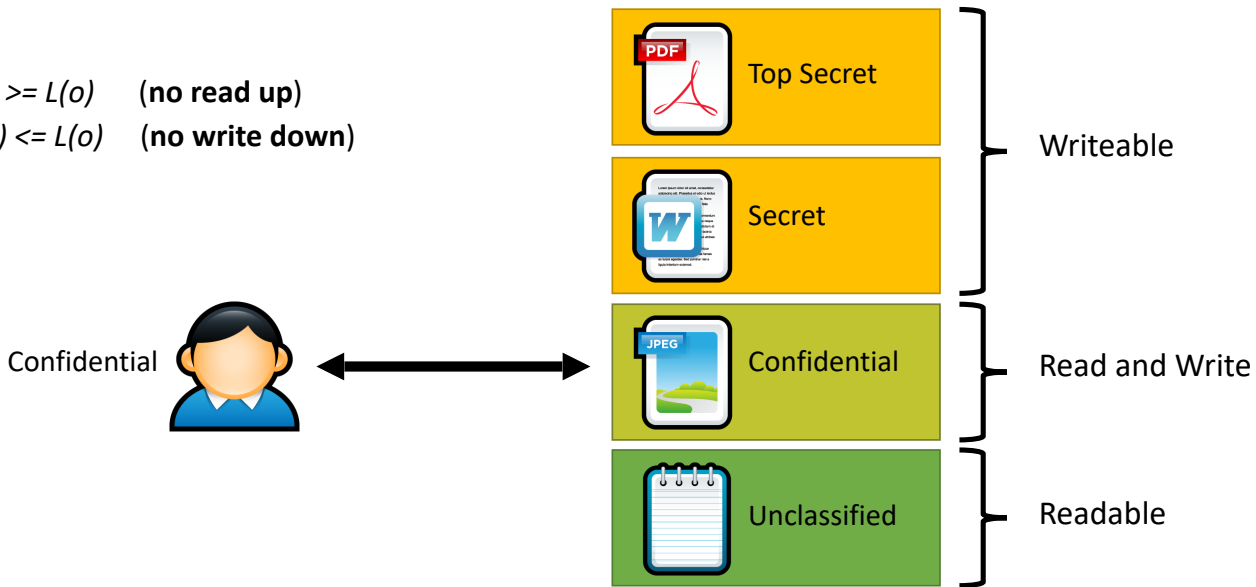 >= L(o) (no read up)
) <= L(o) (no write down)
PDF
Top Secret
Writeable
W
Secret
Confidential
JPEG
Confidential
Read and Write
Unclassified
Readable